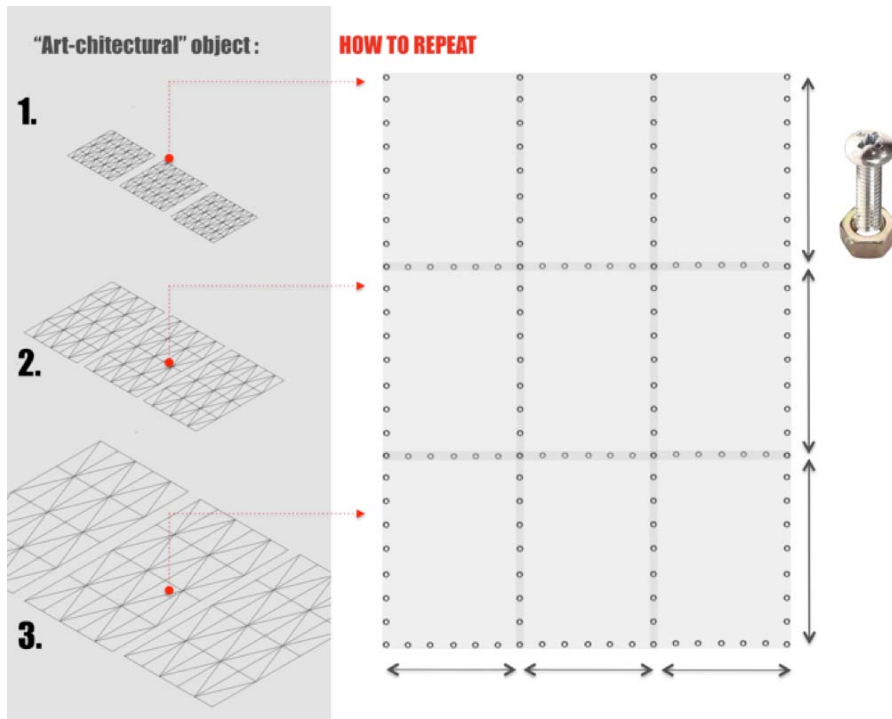 “Art-chitectural” object :
HOW TO REPEAT
1.
2.
3.